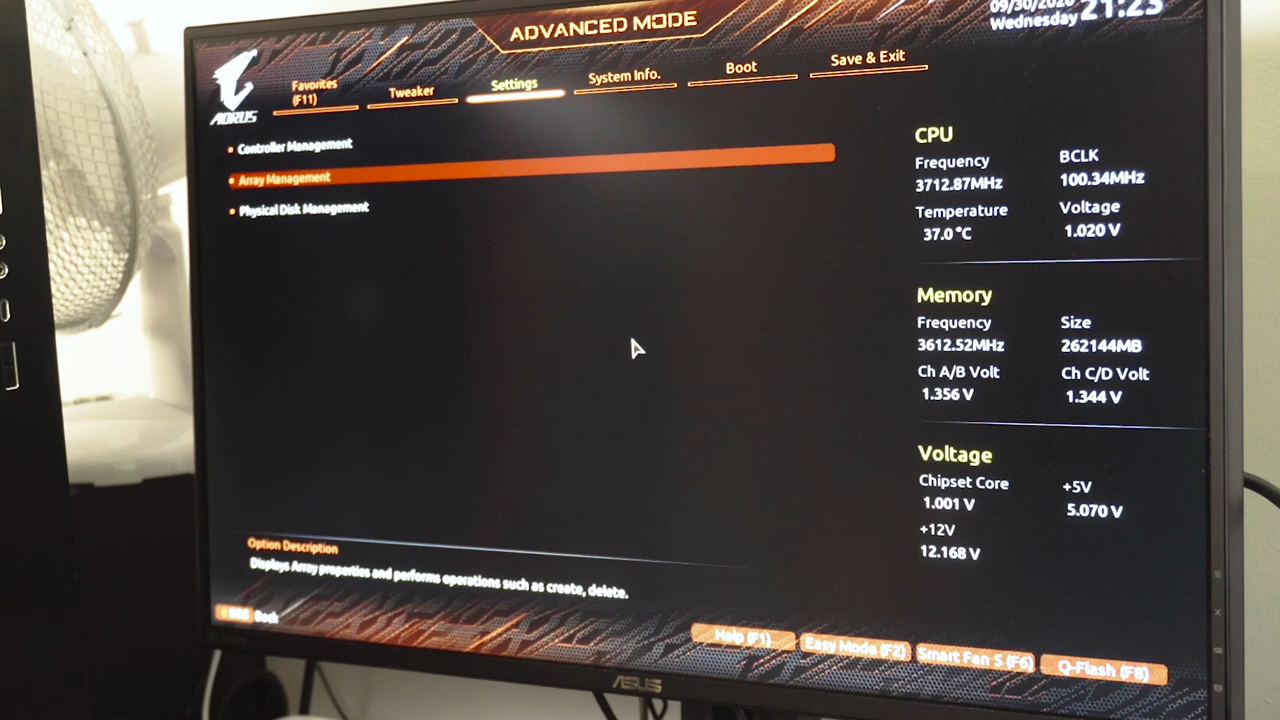 ADVANCED MODE
09/30/2020
Wednesday
21:23
AORUS
Favorites
(F11)
Tweaker
Settings
System Info.
Boot
Save & Exit
Controller Management
Array Management
Physical Disk Management
CPU
Frequency
BCLK
3712.87MHz
100.34MHz
Temperature
Voltage
37.0 °C
1.020 V
Memory
Frequency
Size
3612.52MHz
262144MB
Ch A/B Volt
Ch C/D Volt
1.356 V
1.344 V
Voltage
Chipset Core
+5V
1.001 V
5.070 V
+12V
12.168 V
Option Description
Displays Array properties and performs operations such as create, delete.
ESC Back
Help (F1)
Easy Mode (F2)
Smart Fan 5 (F6)
Q-Flash (F8)
ASUS